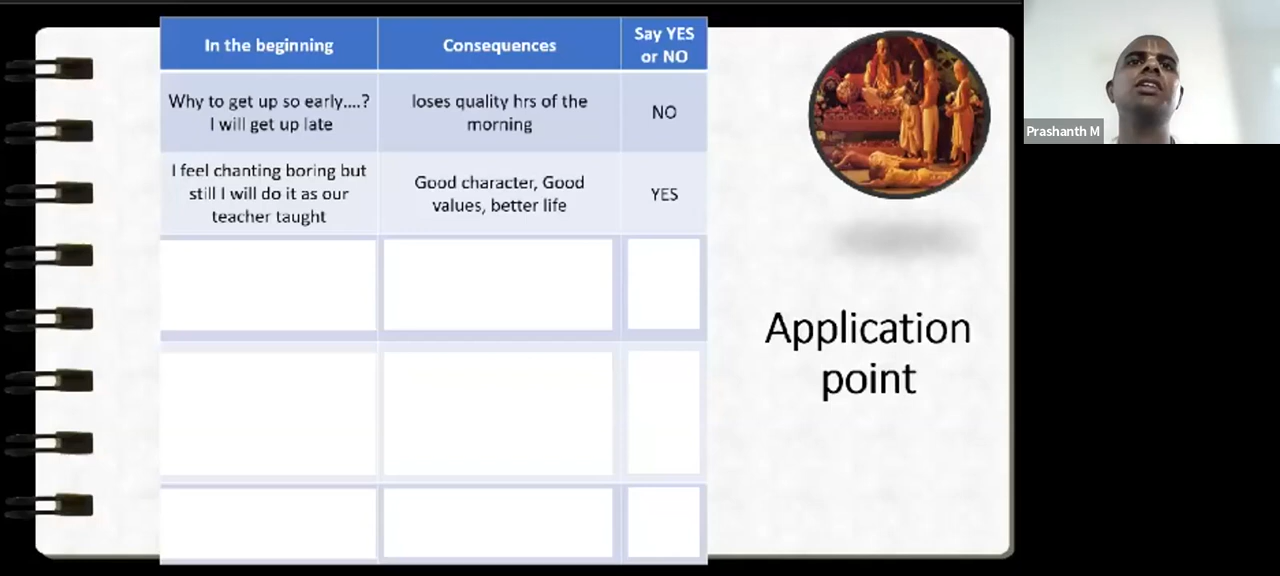 In the beginning
Consequences
Say YES
or NO
Why to get up so early....?
I will get up late
loses quality hrs of the
morning
NO
I feel chanting boring but
still I will do it as our
teacher taught
Good character, Good
values, better life
YES
Application
point
Prashanth M